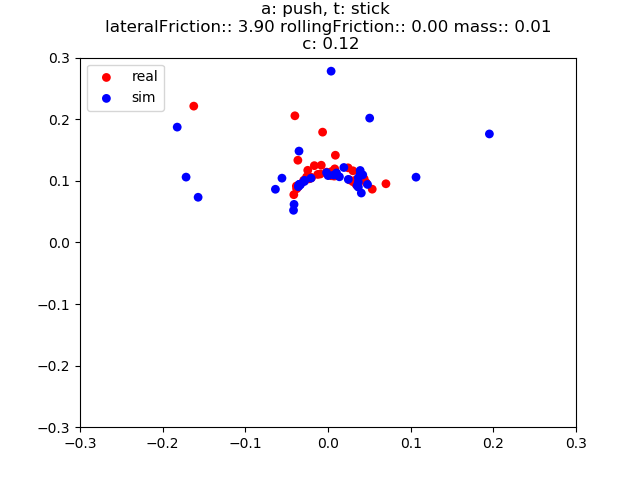 a: push, t: stick
lateralFriction:: 3.90 rollingFriction:: 0.00 mass:: 0.01
c: 0.12
real
sim
0.3
0.2
0.1
0.0
−0.1
−0.2
−0.3
−0.3 −0.2 −0.1 0.0 0.1 0.2 0.3